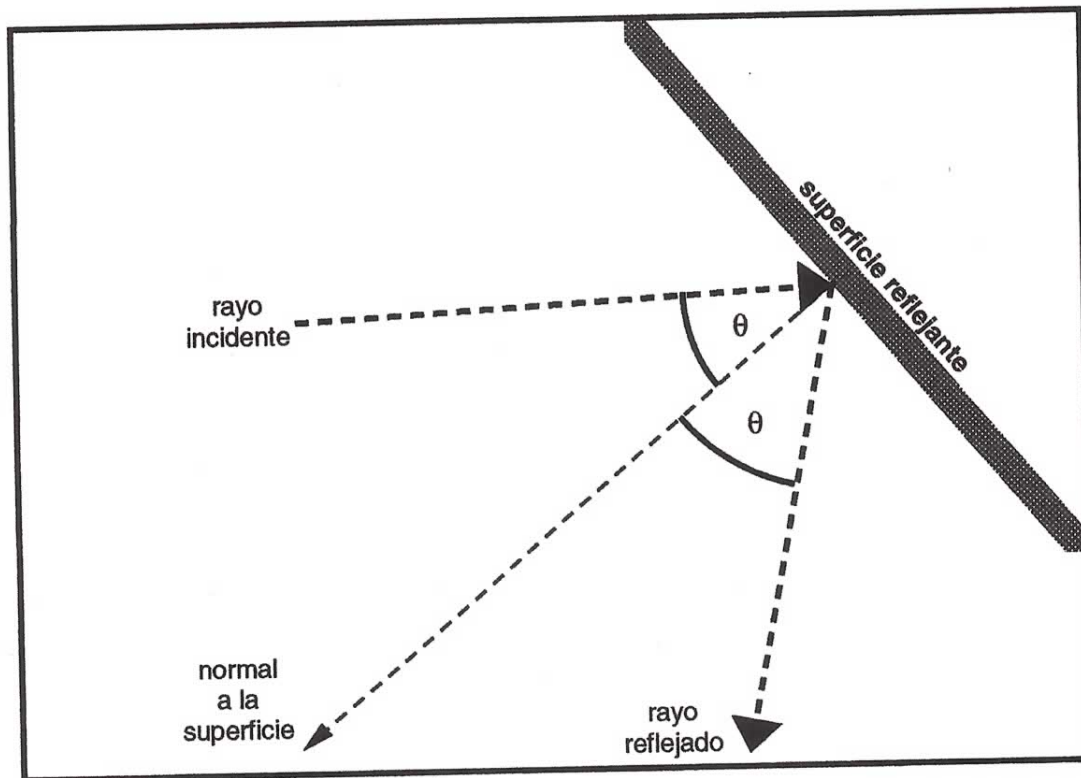 superficie reflejante
rayo
incidente
θ
θ
normal
a la
superficie
rayo
reflejado